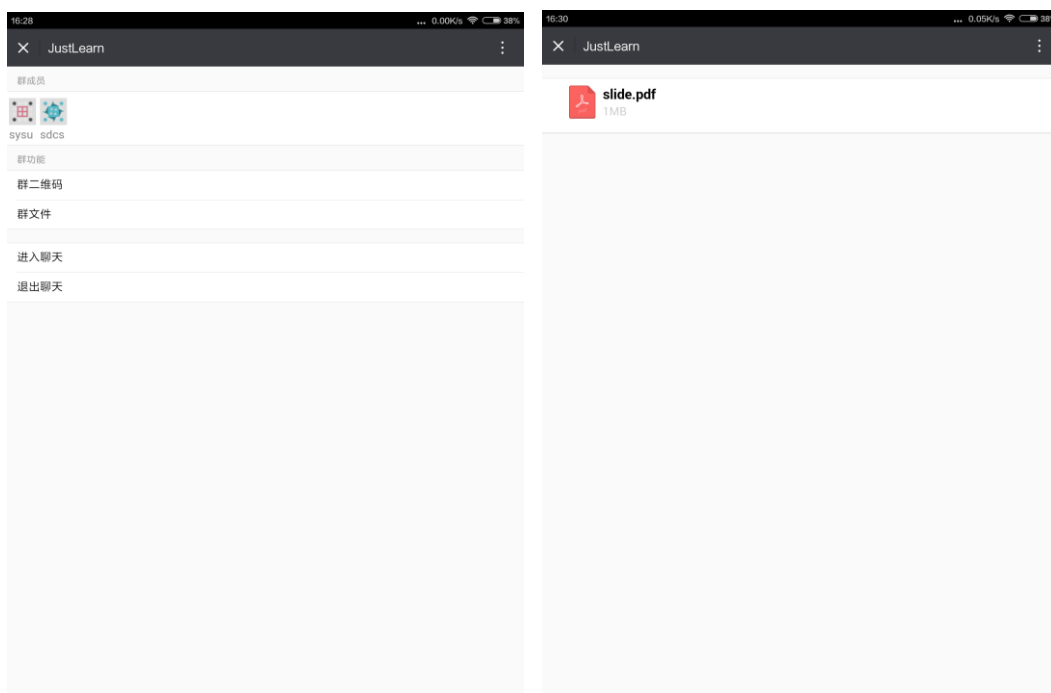 16:28
... 0.00K/s 38%
JustLearn
群成员
sysu sdcs
群功能
群二维码
群文件
进入聊天
退出聊天
16:30
... 0.05K/s 38
JustLearn
slide.pdf
1MB